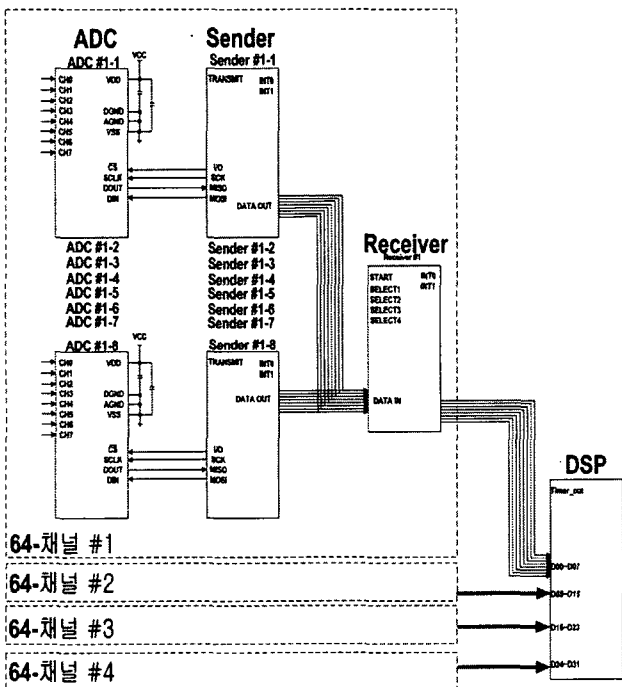 ADC
Sender
ADC #1-1
VCC
Sender #1-1
CH0
CH1
CH2
CH3
CH4
CH5
CH6
CH7
VDD
DGND
AGND
VSS
CS
SCLK
DOUT
DIN
TRANSMIT
INT0
INT1
I/O
SCK
MISO
MOSI
DATA OUT
ADC #1-2
ADC #1-3
ADC #1-4
ADC #1-5
ADC #1-6
ADC #1-7
Sender #1-2
Sender #1-3
Sender #1-4
Sender #1-5
Sender #1-6
Sender #1-7
Receiver
Receiver #1
START
SELECT1
SELECT2
SELECT3
SELECT4
INT0
INT1
DATA IN
ADC #1-8
VCC
Sender #1-8
CH0
CH1
CH2
CH3
CH4
CH5
CH6
CH7
VDD
DGND
AGND
VSS
CS
SCLK
DOUT
DIN
TRANSMIT
INT0
INT1
DATA OUT
I/O
SCK
MISO
MOSI
DSP
Timer_out
D00-D07
D08-D15
D16-D23
D24-D31
64-채널 #1
64-채널 #2
64-채널 #3
64-채널 #4